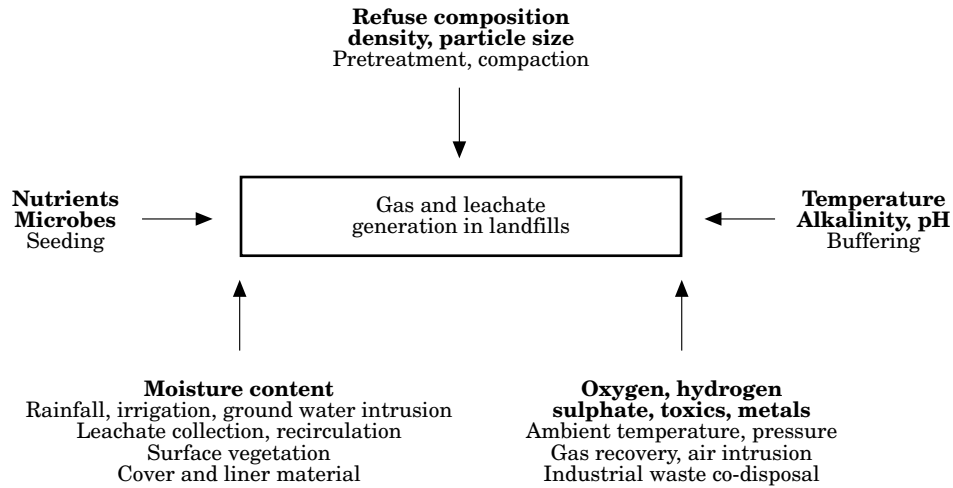 Refuse composition
density, particle size
Pretreatment, compaction
Nutrients
Microbes
Seeding
Gas and leachate
generation in landfills
Temperature
Alkalinity, pH
Buffering
Moisture content
Rainfall, irrigation, ground water intrusion
Leachate collection, recirculation
Surface vegetation
Cover and liner material
Oxygen, hydrogen
sulphate, toxics, metals
Ambient temperature, pressure
Gas recovery, air intrusion
Industrial waste co-disposal